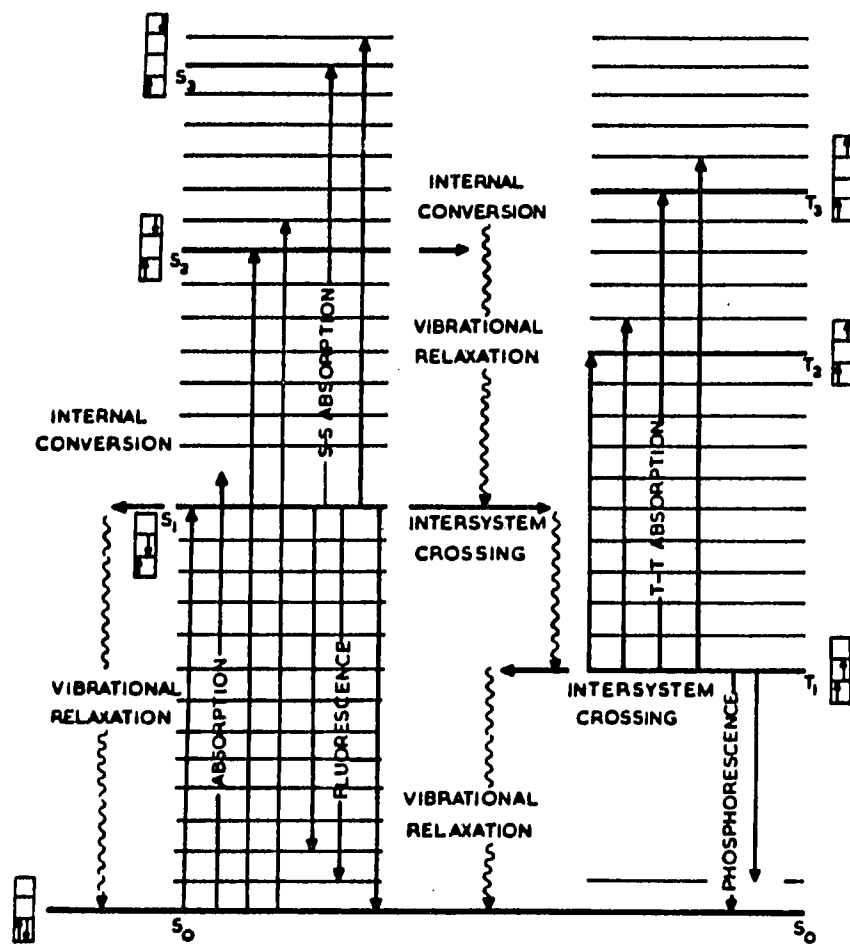 S3
INTERNAL
CONVERSION
T3
S2
S-S ABSORPTION
VIBRATIONAL
RELAXATION
T2
INTERNAL
CONVERSION
T-T ABSORPTION
S1
INTERSYSTEM
CROSSING
ABSORPTION
FLUORESCENCE
VIBRATIONAL
RELAXATION
T1
INTERSYSTEM
CROSSING
PHOSPHORESCENCE
VIBRATIONAL
RELAXATION
S0
S0